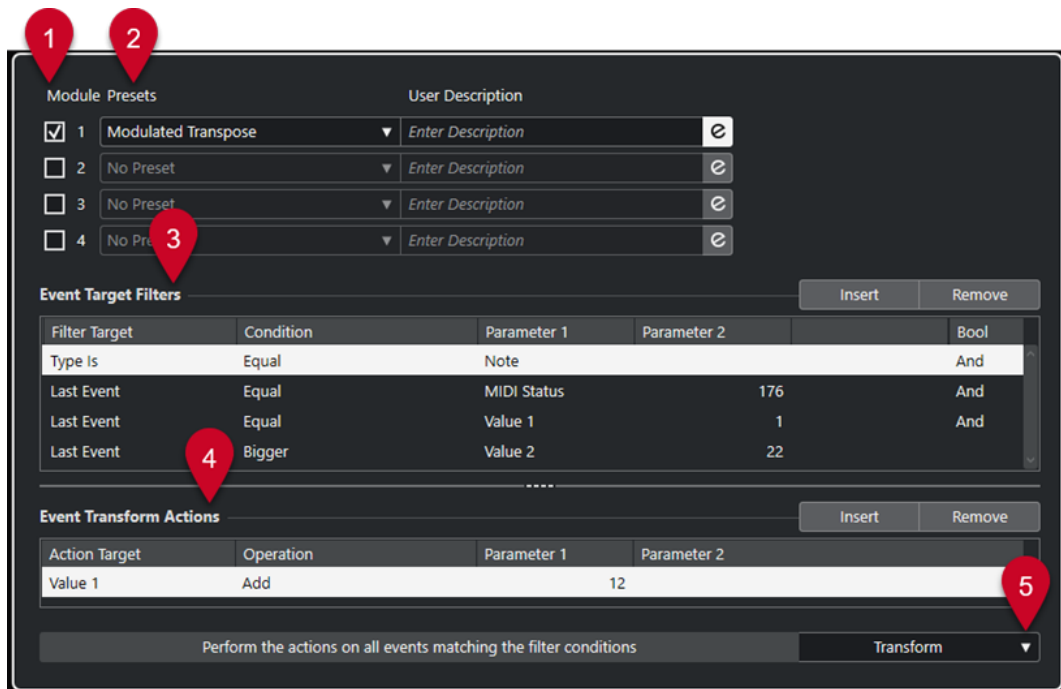 1 2
Module Presets User Description
1 Modulated Transpose Enter Description e
2 No Preset Enter Description e
3 No Preset Enter Description e
4 No Pre Enter Description e
3
Event Target Filters Insert Remove
Filter Target Condition Parameter 1 Parameter 2 Bool
Type Is Equal Note And
Last Event Equal MIDI Status 176 And
Last Event Equal Value 1 1 And
Last Event Bigger Value 2 22
4
Event Transform Actions Insert Remove
Action Target Operation Parameter 1 Parameter 2
Value 1 Add 12
5
Perform the actions on all events matching the filter conditions Transform